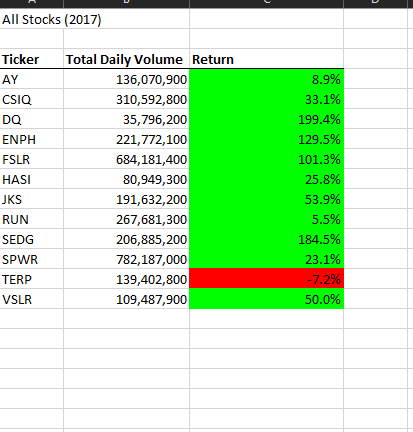 All Stocks (2017)
Ticker Total Daily Volume Return
AY 136,070,900 8.9%
CSIQ 310,592,800 33.1%
DQ 35,796,200 199.4%
ENPH 221,772,100 129.5%
FSLR 684,181,400 101.3%
HASI 80,949,300 25.8%
JKS 191,632,200 53.9%
RUN 267,681,300 5.5%
SEDG 206,885,200 184.5%
SPWR 782,187,000 23.1%
TERP 139,402,800 -7.2%
VSLR 109,487,900 50.0%